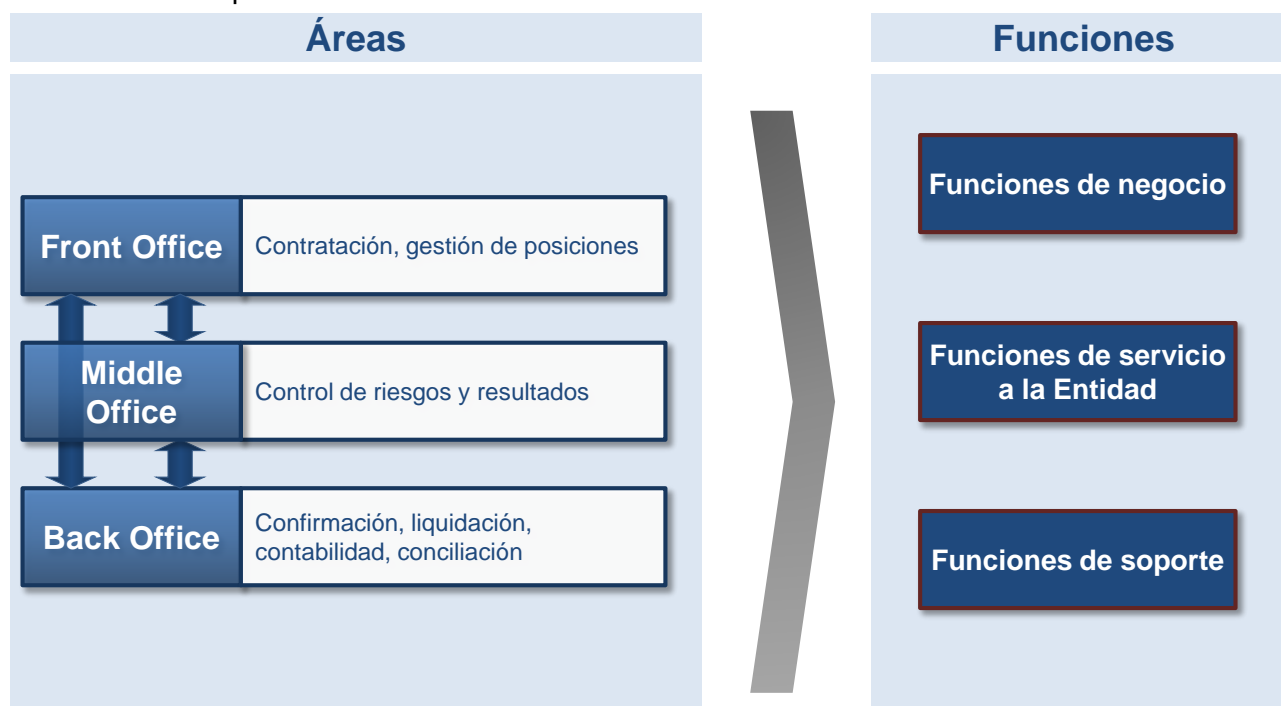 Áreas
Funciones
Front Office
Contratación, gestión de posiciones
Middle
Office
Control de riesgos y resultados
Back Office
Confirmación, liquidación,
contabilidad, conciliación
Funciones de negocio
Funciones de servicio
a la Entidad
Funciones de soporte